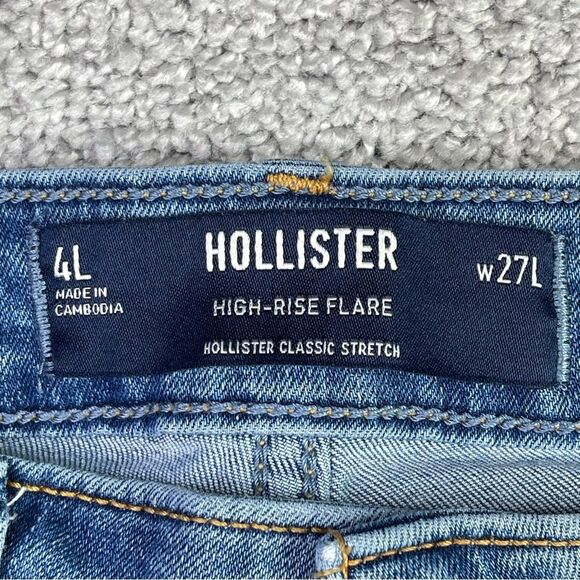 4L
MADE IN
CAMBODIA
HOLLISTER
HIGH-RISE FLARE
HOLLISTER CLASSIC STRETCH
W27L